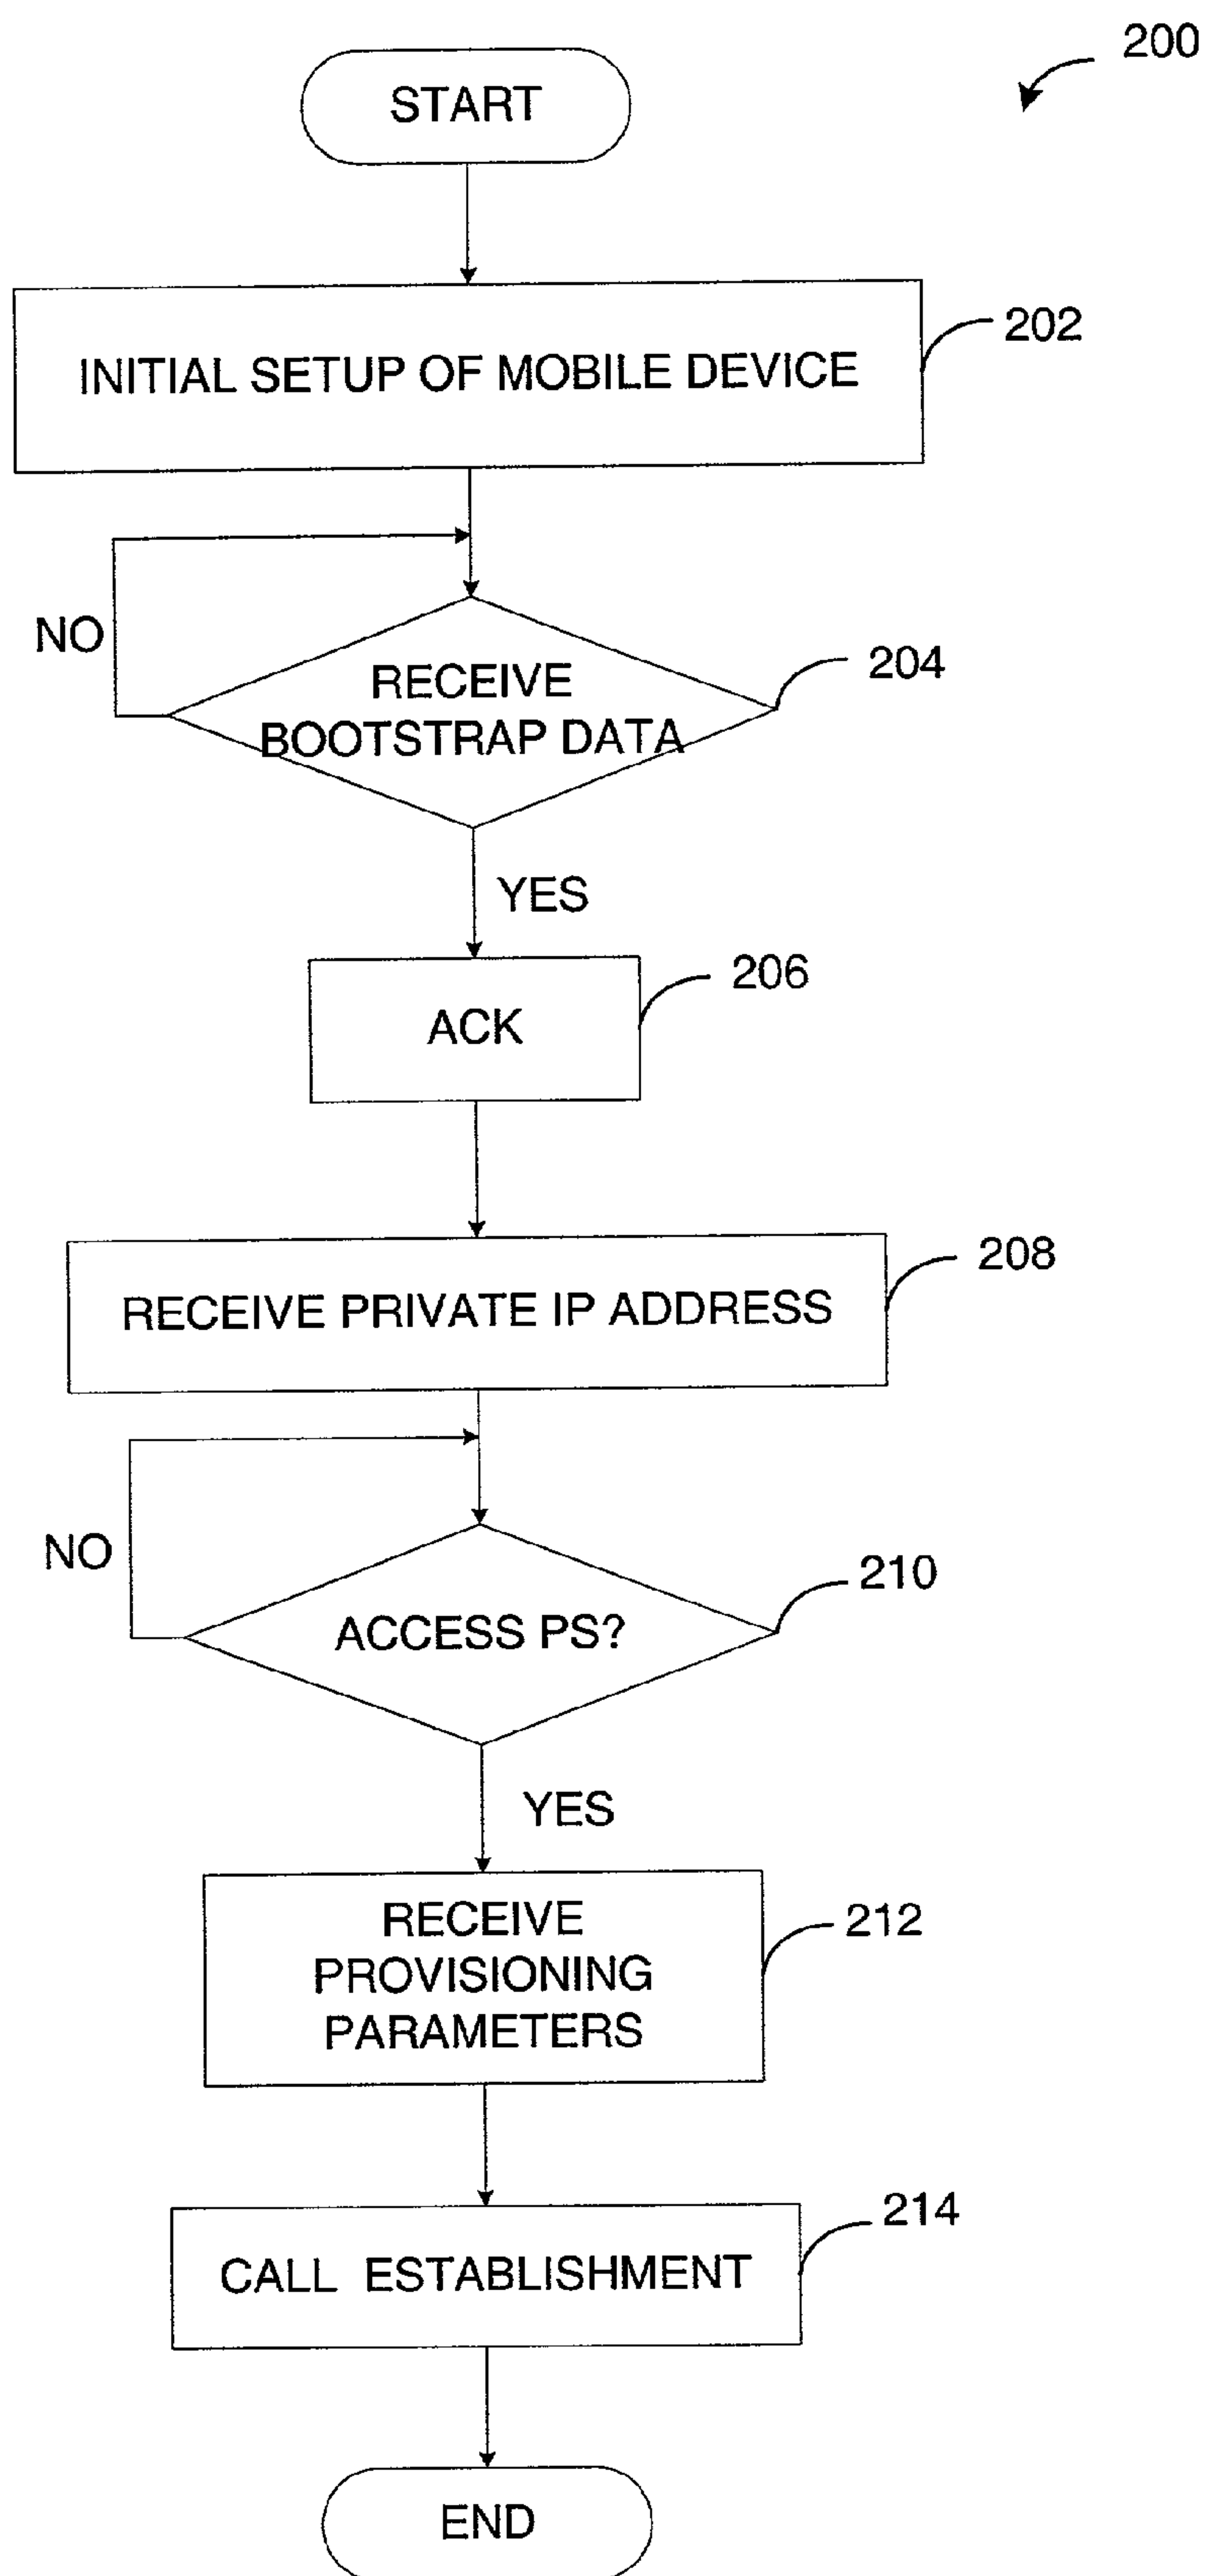 200
START
INITIAL SETUP OF MOBILE DEVICE
202
NO
RECEIVE
BOOTSTRAP DATA
204
YES
ACK
206
RECEIVE PRIVATE IP ADDRESS
208
NO
ACCESS PS?
210
YES
RECEIVE
PROVISIONING
PARAMETERS
212
CALL ESTABLISHMENT
214
END